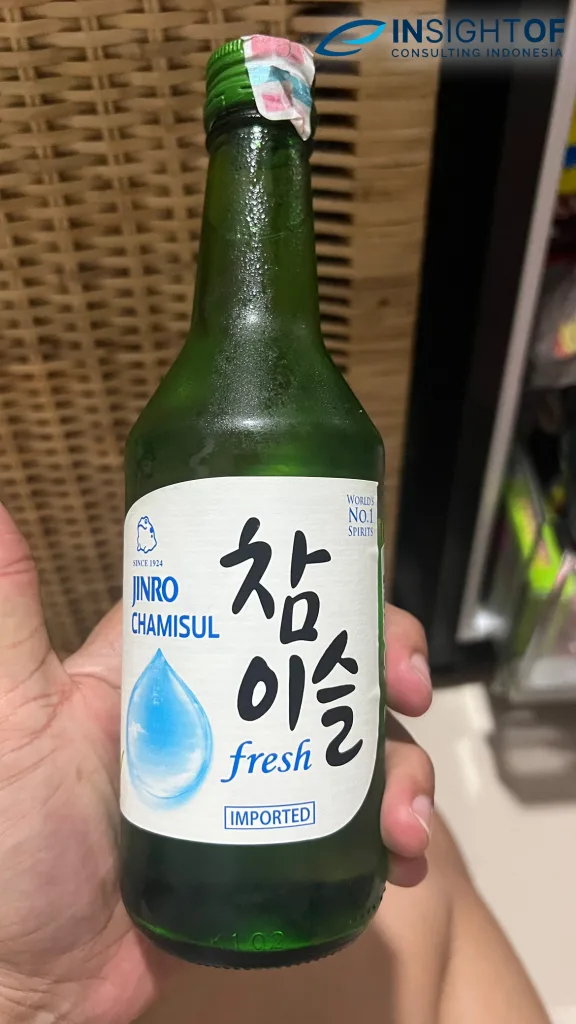 INSIGHTOF
CONSULTING INDONESIA
WORLD'S
NO.1
SPIRITS
SINCE 1924
JINRO
CHAMISUL
참
이슬
fresh
IMPORTED